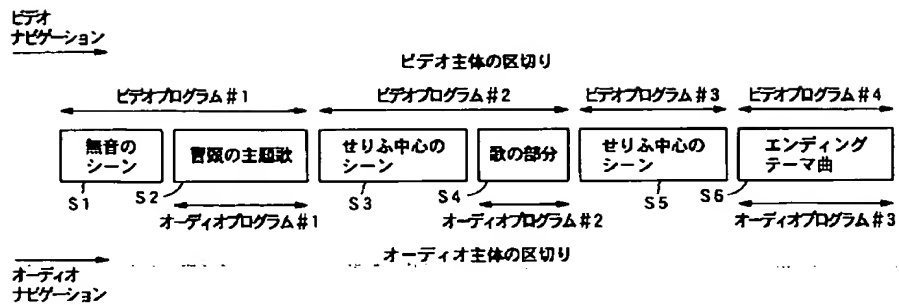 ビデオ
ナビゲーション
ビデオ主体の区切り
ビデオプログラム#1
ビデオプログラム#2
ビデオプログラム#3
ビデオプログラム#4
無音の
シーン
冒頭の主題歌
せりふ中心の
シーン
歌の部分
せりふ中心の
シーン
エンディング
テーマ曲
S1
S2
S3
S4
S5
S6
オーディオプログラム#1
オーディオプログラム#2
オーディオプログラム#3
オーディオ主体の区切り
オーディオ
ナビゲーション